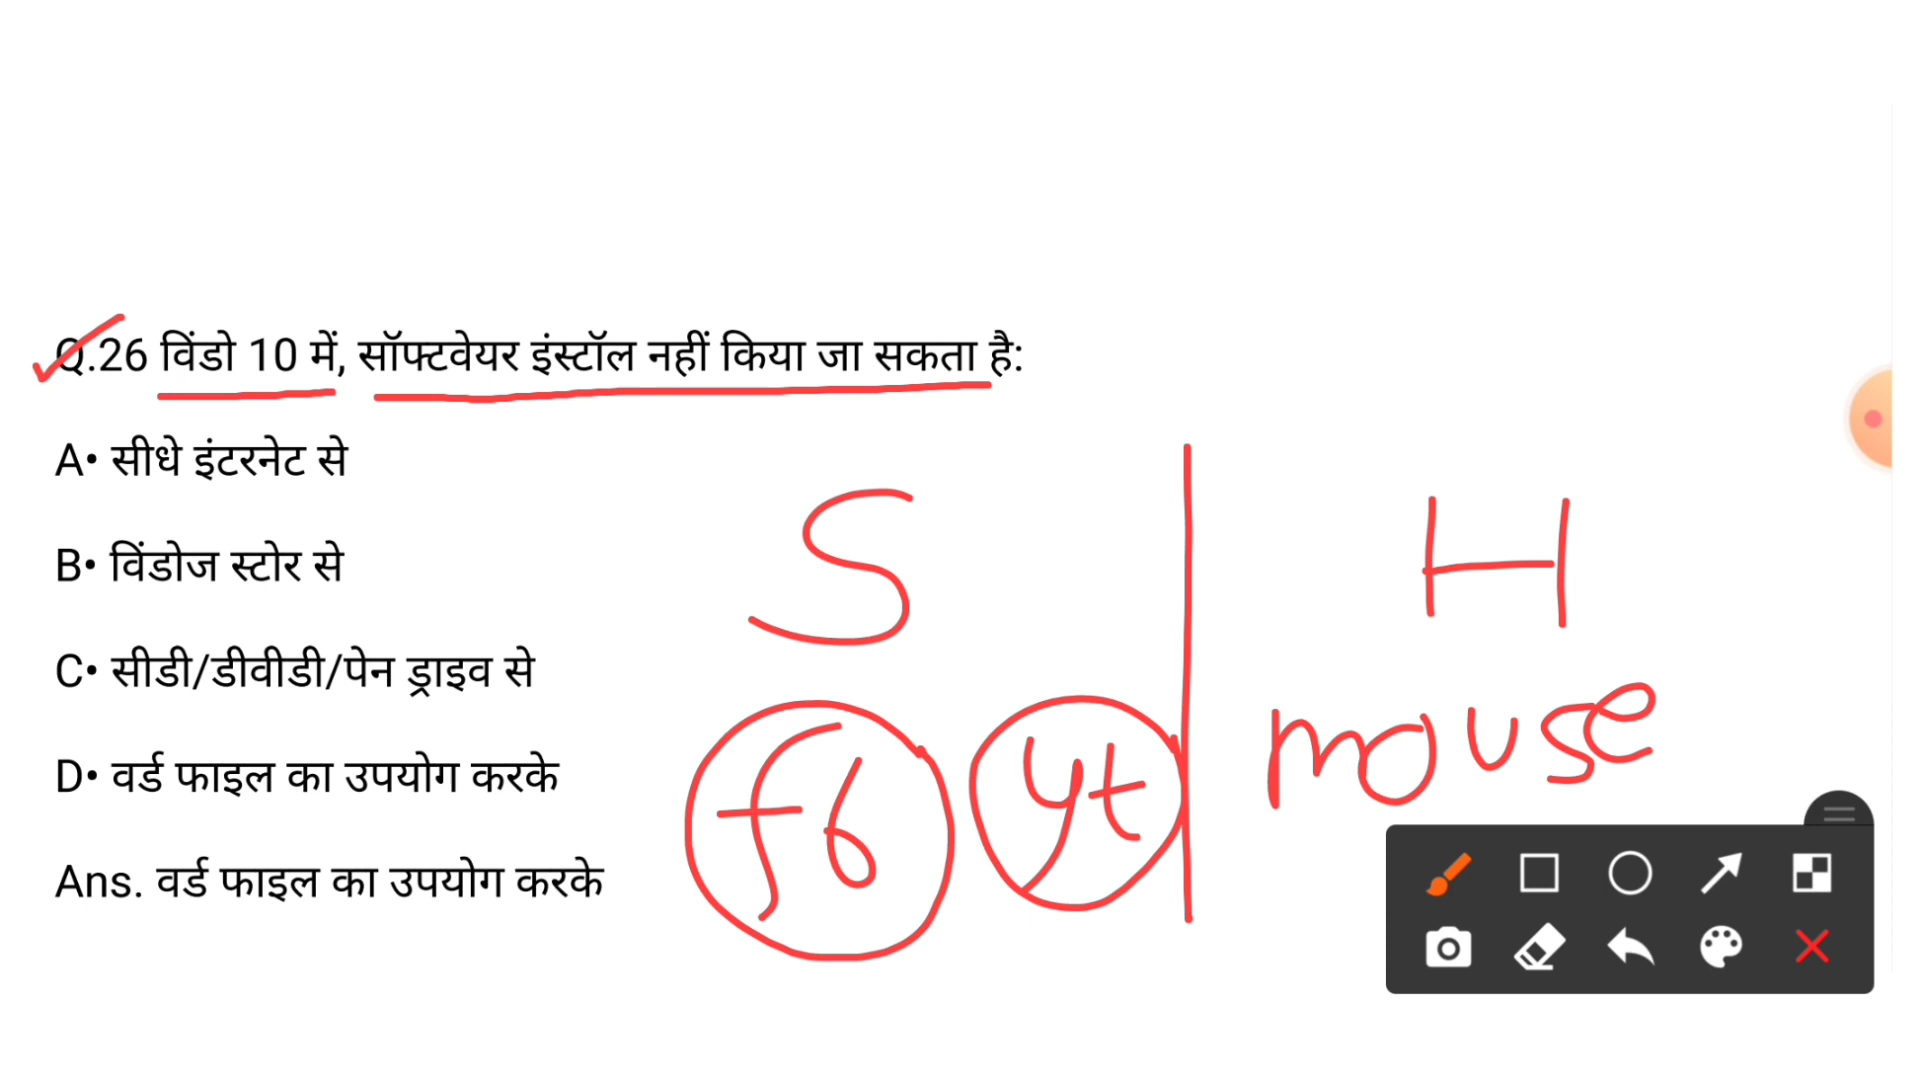 Q.26 विंडो 10 में, सॉफ्टवेयर इंस्टॉल नहीं किया जा सकता है:
A• सीधे इंटरनेट से
B• विंडोज स्टोर से
C• सीडी/डीवीडी/पेन ड्राइव से
D• वर्ड फाइल का उपयोग करके
Ans. वर्ड फाइल का उपयोग करके
S H
fb yt mouse